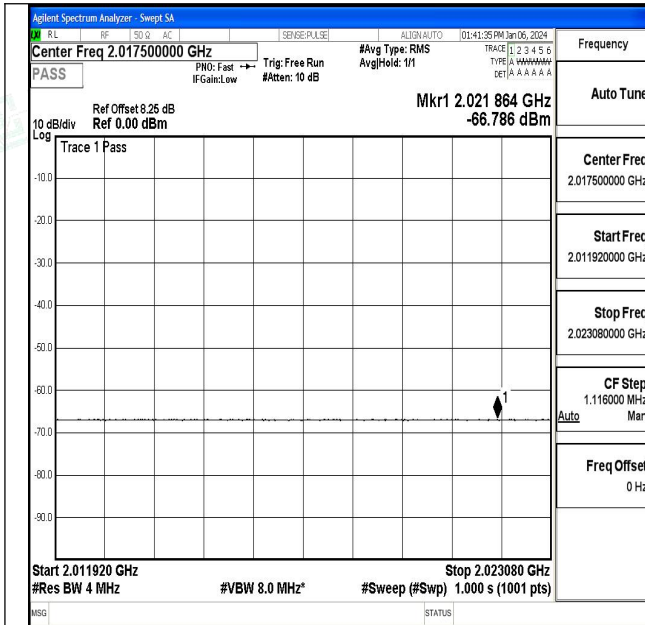 Agilent Spectrum Analyzer - Swept SA
RL RF 50 Ω AC SENSE:PULSE ALIGN AUTO 01:41:35 PM Jan 06, 2024
Center Freq 2.017500000 GHz
PASS
PNO: Fast
IFGain:Low
Trig: Free Run
#Atten: 10 dB
#Avg Type: RMS
Avg|Hold: 1/1
TRACE 1 2 3 4 5 6
TYPE A WWWWW
DET A A A A A A
Ref Offset 8.25 dB
10 dB/div Ref 0.00 dBm
Log
Mkr1 2.021 864 GHz
-66.786 dBm
Trace 1 Pass
-10.0
-20.0
-30.0
-40.0
-50.0
-60.0
1
-70.0
-80.0
-90.0
Start 2.011920 GHz
Stop 2.023080 GHz
#Res BW 4 MHz
#VBW 8.0 MHz*
#Sweep (#Swp) 1.000 s (1001 pts)
MSG
STATUS
Frequency
Auto Tune
Center Freq
2.017500000 GHz
Start Freq
2.011920000 GHz
Stop Freq
2.023080000 GHz
CF Step
1.116000 MHz
Auto Man
Freq Offset
0 Hz